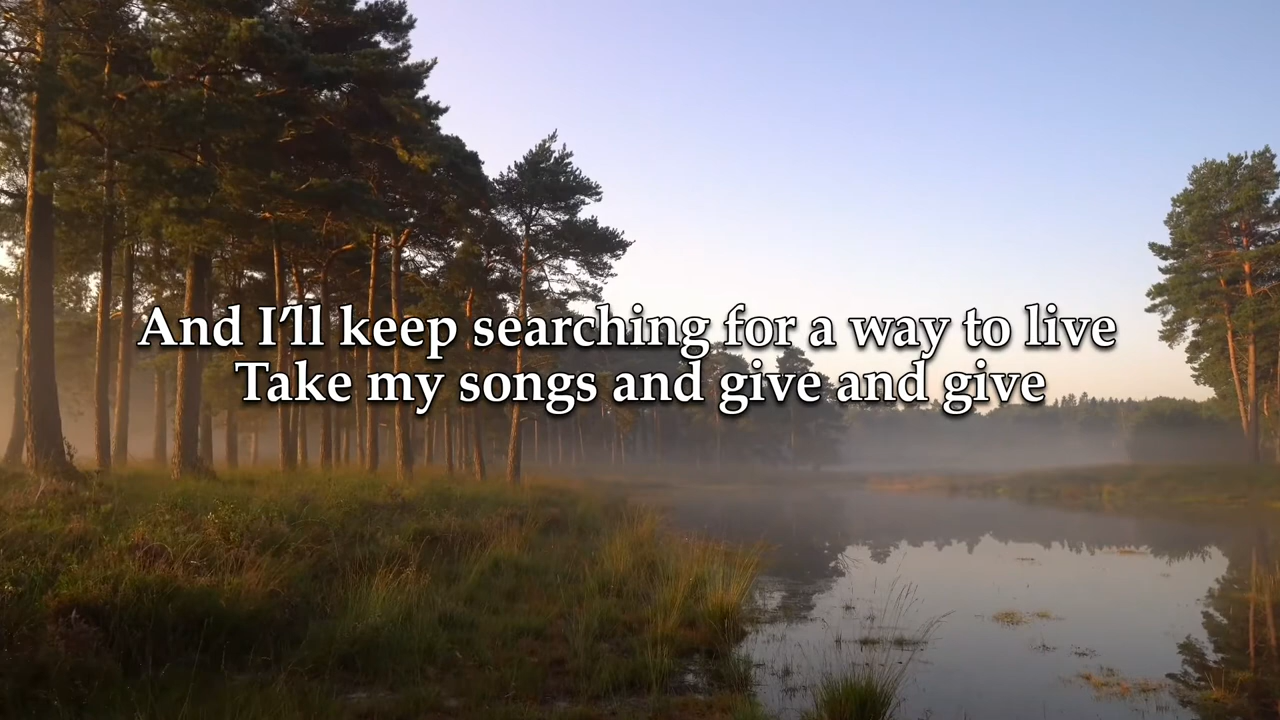 And I'll keep searching for a way to live
Take my songs and give and give